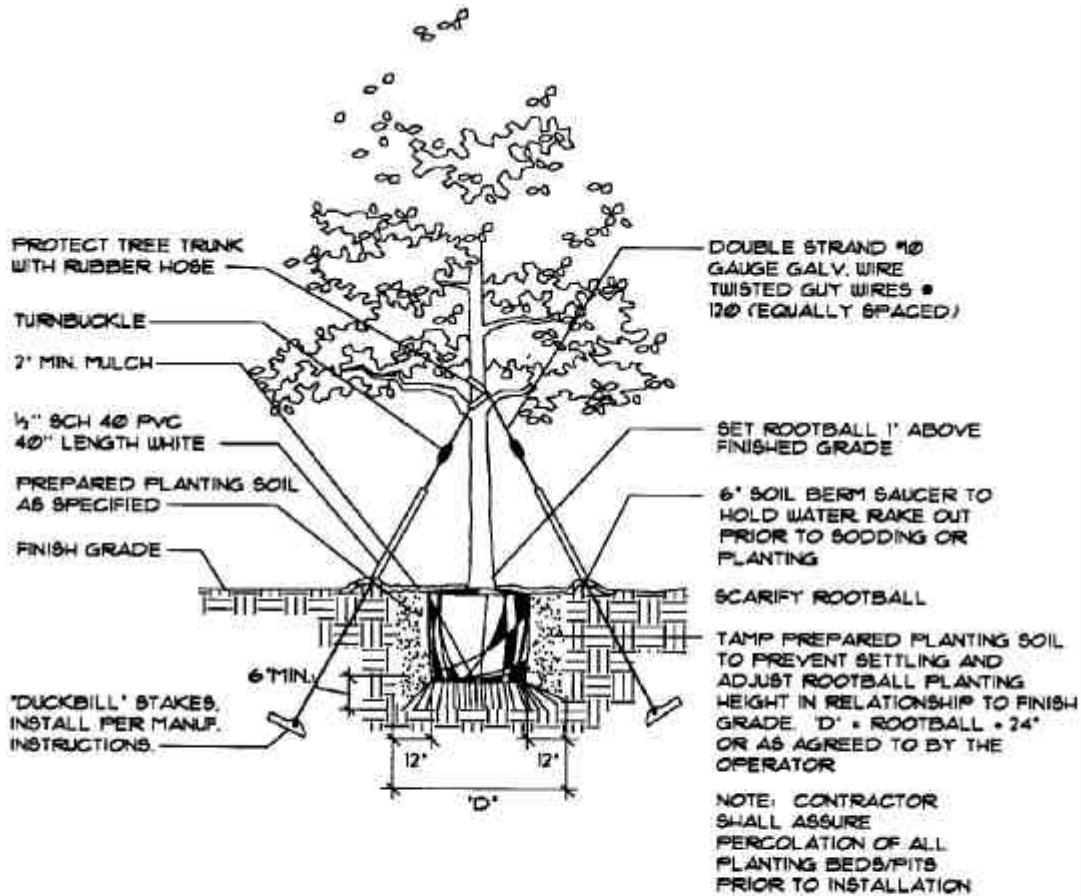 PROTECT TREE TRUNK
WITH RUBBER HOSE
TURNBUCKLE
2" MIN. MULCH
½" SCH 40 PVC
40" LENGTH WHITE
PREPARED PLANTING SOIL
AS SPECIFIED
FINISH GRADE
6" MIN.
"DUCKBILL" STAKES,
INSTALL PER MANUF.
INSTRUCTIONS.
12"
12"
"D"
DOUBLE STRAND #10
GAUGE GALV. WIRE
TWISTED GUY WIRES @
120 (EQUALLY SPACED)
SET ROOTBALL 1" ABOVE
FINISHED GRADE
6" SOIL BERM SAUCER TO
HOLD WATER. RAKE OUT
PRIOR TO SODDING OR
PLANTING
SCARIFY ROOTBALL
TAMP PREPARED PLANTING SOIL
TO PREVENT SETTLING AND
ADJUST ROOTBALL PLANTING
HEIGHT IN RELATIONSHIP TO FINISH
GRADE. "D" = ROOTBALL + 24"
OR AS AGREED TO BY THE
OPERATOR
NOTE: CONTRACTOR
SHALL ASSURE
PERCOLATION OF ALL
PLANTING BEDS/PITS
PRIOR TO INSTALLATION